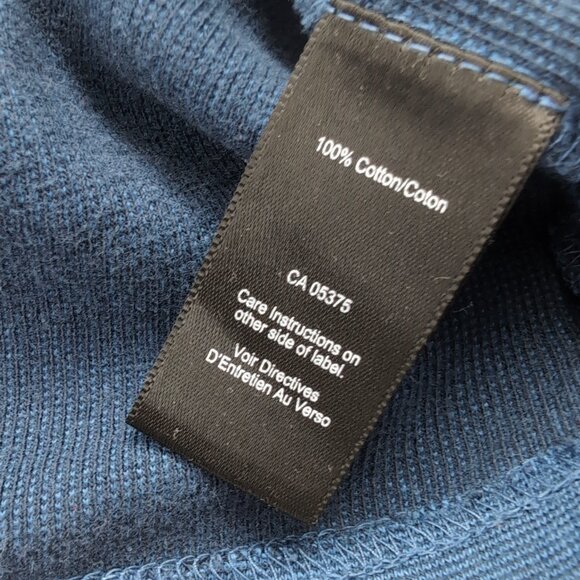 100% Cotton/Coton
CA 05375
Care Instructions on
other side of label.
Voir Directives
D'Entretien Au Verso